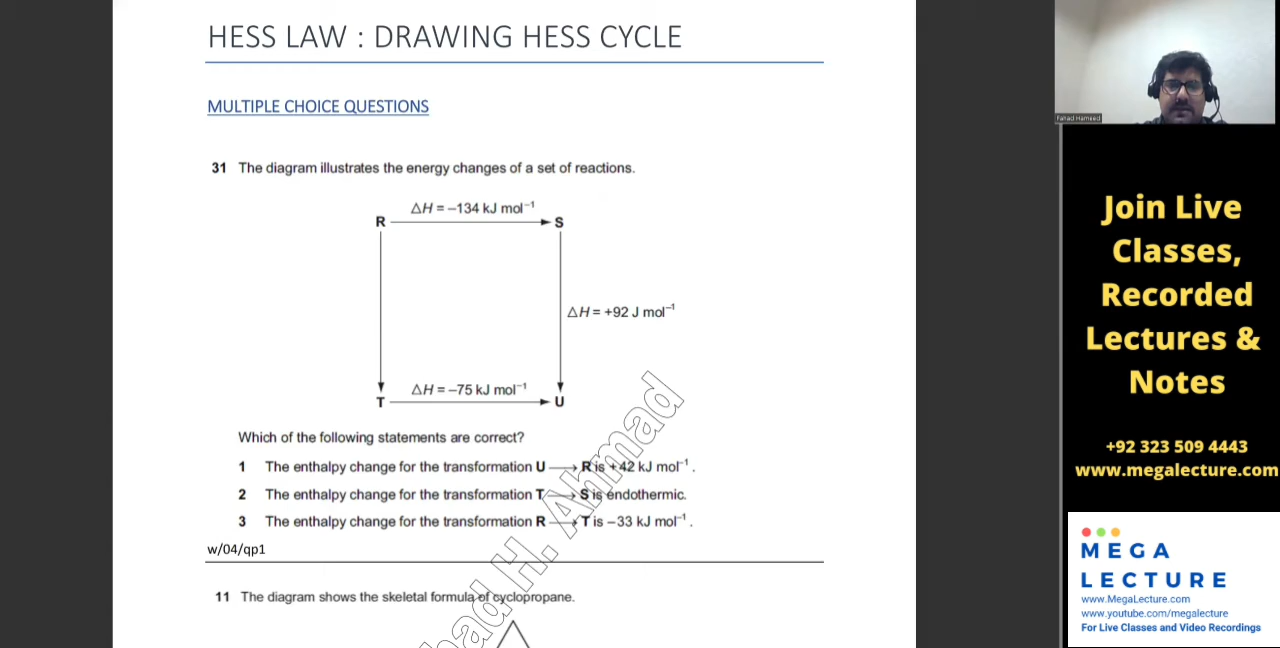 HESS LAW : DRAWING HESS CYCLE
MULTIPLE CHOICE QUESTIONS
31 The diagram illustrates the energy changes of a set of reactions.
ΔH = –134 kJ mol⁻¹
R S
ΔH = +92 J mol⁻¹
ΔH = –75 kJ mol⁻¹
T U
Which of the following statements are correct?
1 The enthalpy change for the transformation U ⟶ R is +42 kJ mol⁻¹.
2 The enthalpy change for the transformation T ⟶ S is endothermic.
3 The enthalpy change for the transformation R ⟶ T is –33 kJ mol⁻¹.
w/04/qp1
11 The diagram shows the skeletal formula of cyclopropane.
H. Ahmad
Fahad Hameed
Join Live
Classes,
Recorded
Lectures &
Notes
+92 323 509 4443
www.megalecture.com
MEGA
LECTURE
www.MegaLecture.com
www.youtube.com/megalecture
For Live Classes and Video Recordings